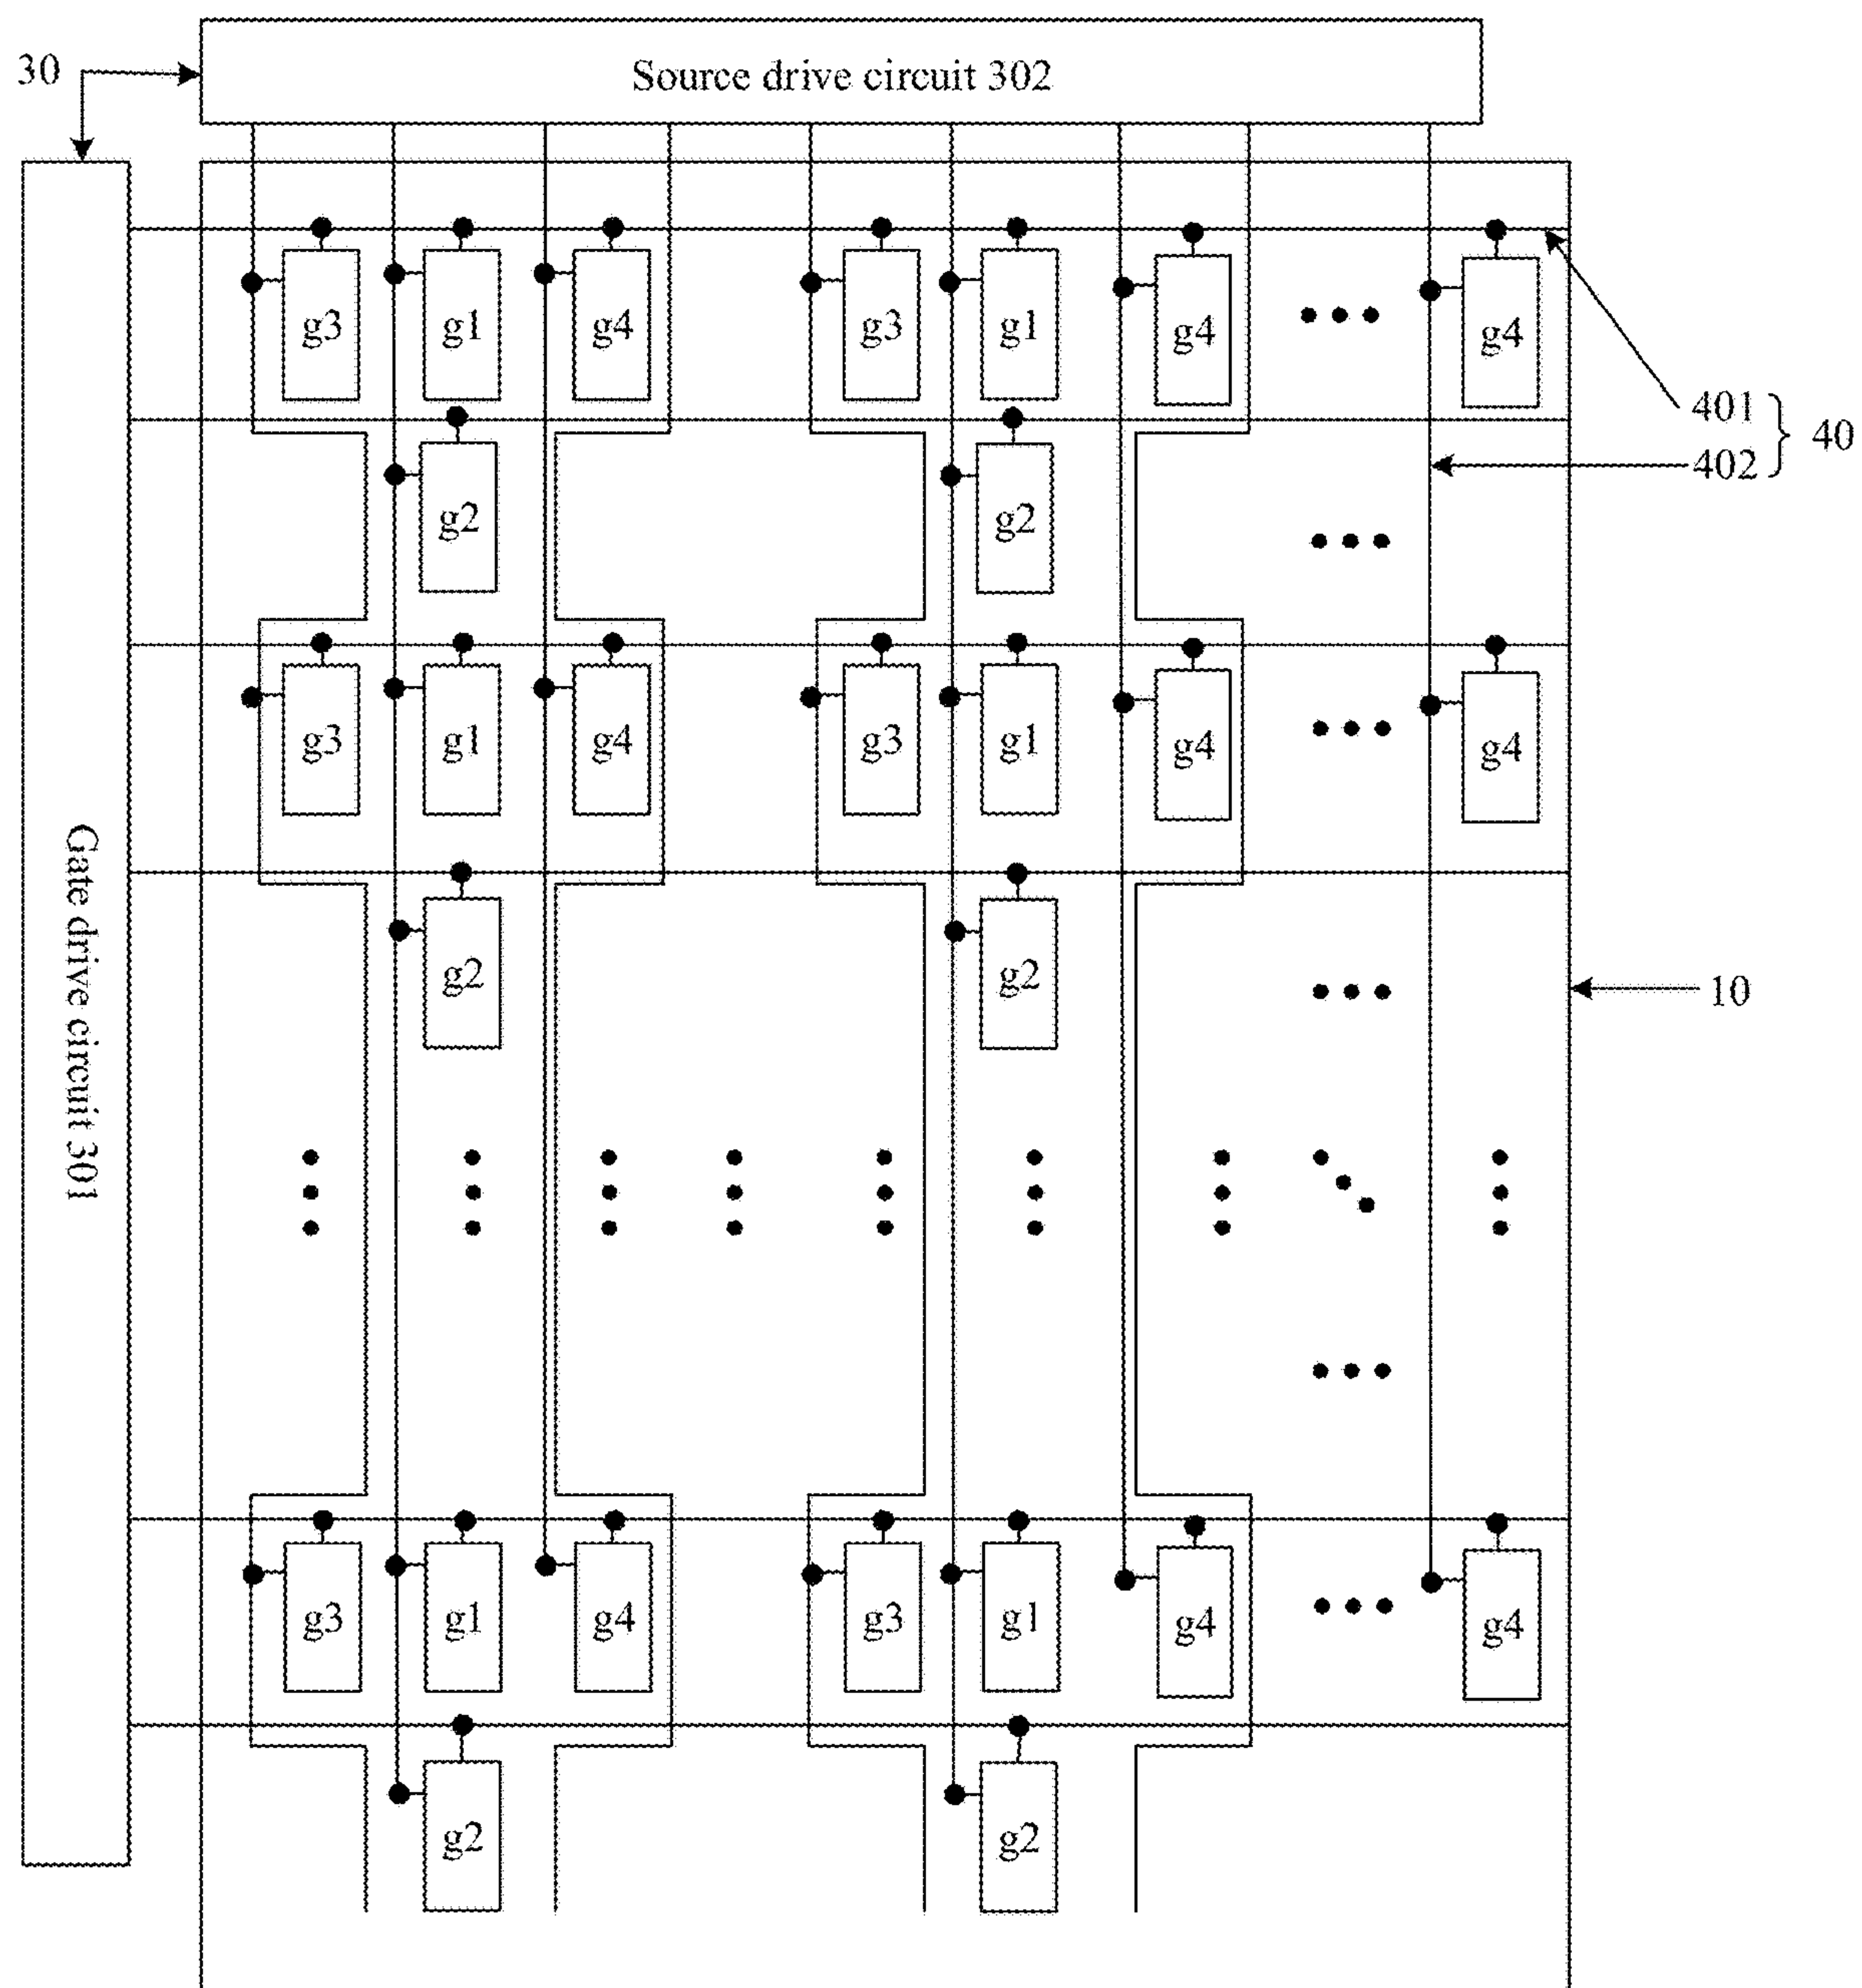 30
Source drive circuit 302
g3 g1 g4 g3 g1 g4 g4
401
402
40
g2 g2
g3 g1 g4 g3 g1 g4 g4
Gate drive circuit 301
g2 g2
10
g3 g1 g4 g3 g1 g4 g4
g2 g2